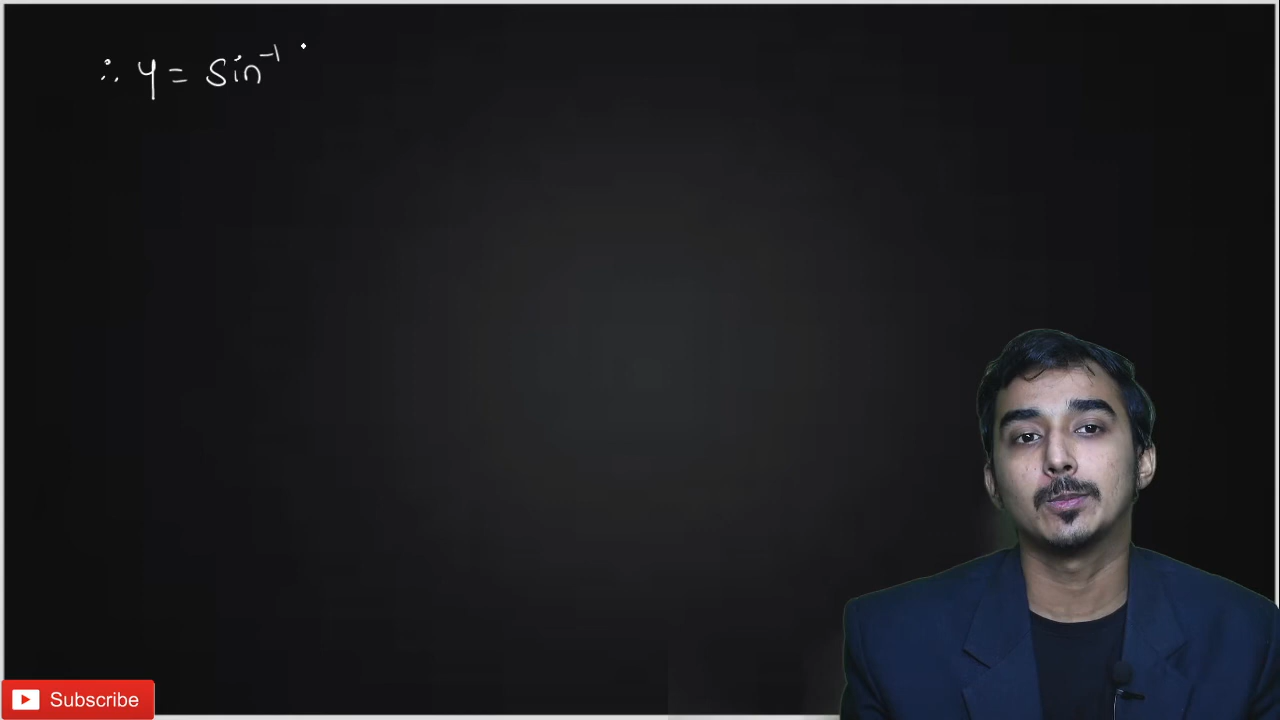 ∴ y = sin⁻¹
Subscribe